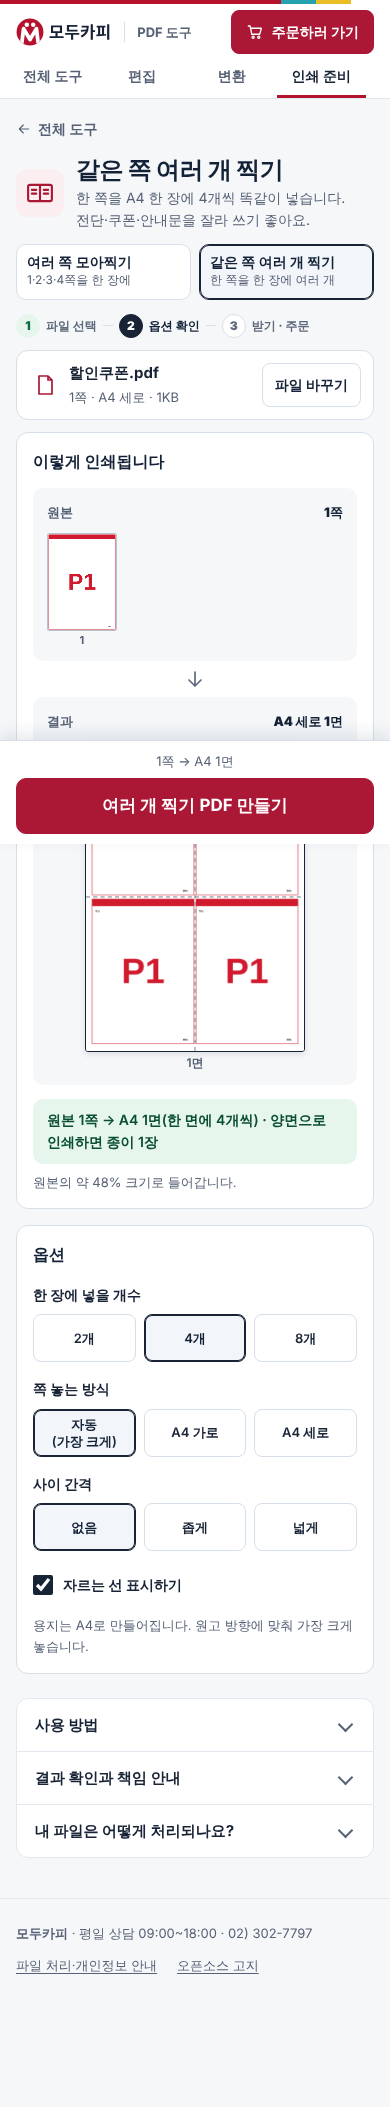 모두카피
PDF 도구
주문하러 가기
전체 도구
편집
변환
인쇄 준비
← 전체 도구
같은 쪽 여러 개 찍기
한 쪽을 A4 한 장에 4개씩 똑같이 넣습니다.
전단·쿠폰·안내문을 잘라 쓰기 좋아요.
여러 쪽 모아찍기
1·2·3·4쪽을 한 장에
같은 쪽 여러 개 찍기
한 쪽을 한 장에 여러 개
1 파일 선택
2 옵션 확인
3 받기 · 주문
할인쿠폰.pdf
1쪽 · A4 세로 · 1KB
파일 바꾸기
이렇게 인쇄됩니다
원본
1쪽
P1
1
↓
결과
A4 세로 1면
1쪽 → A4 1면
여러 개 찍기 PDF 만들기
P1
P1
1면
원본 1쪽 → A4 1면(한 면에 4개씩) · 양면으로
인쇄하면 종이 1장
원본의 약 48% 크기로 들어갑니다.
옵션
한 장에 넣을 개수
2개
4개
8개
쪽 놓는 방식
자동
(가장 크게)
A4 가로
A4 세로
사이 간격
없음
좁게
넓게
자르는 선 표시하기
용지는 A4로 만들어집니다. 원고 방향에 맞춰 가장 크게
놓습니다.
사용 방법
결과 확인과 책임 안내
내 파일은 어떻게 처리되나요?
모두카피 · 평일 상담 09:00~18:00 · 02) 302-7797
파일 처리·개인정보 안내
오픈소스 고지